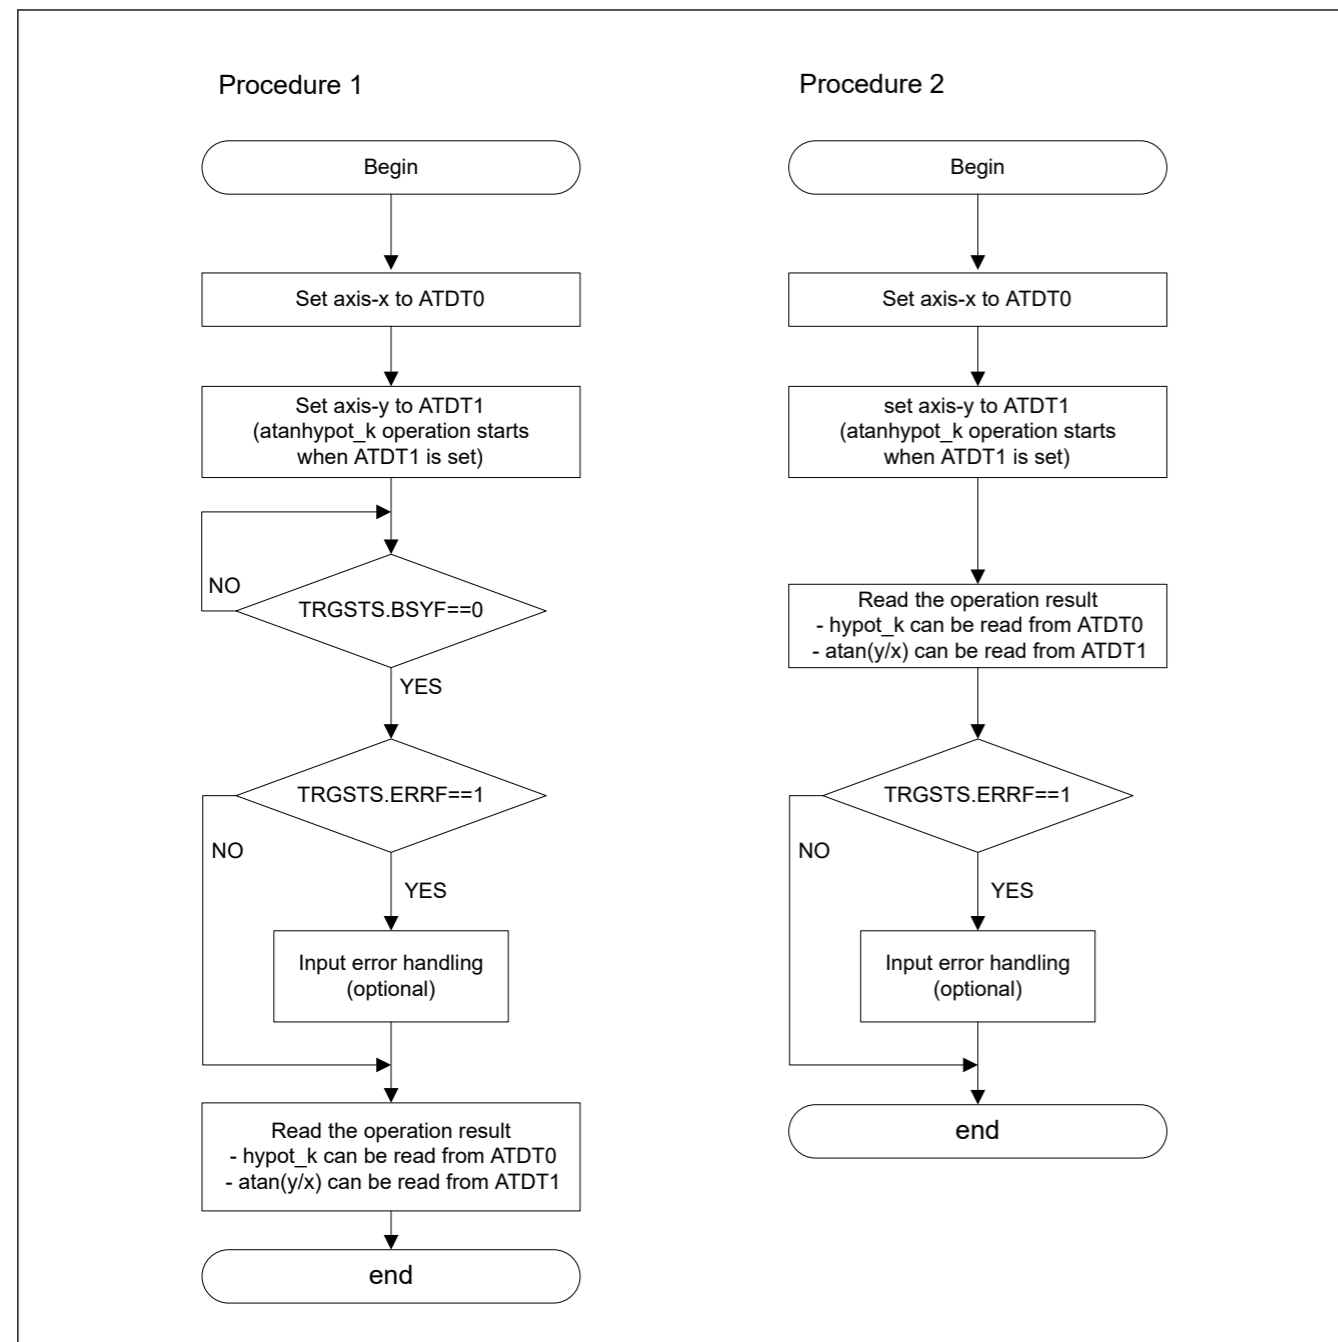 Procedure 1
Begin
Set axis-x to ATDT0
Set axis-y to ATDT1
(atanhypot_k operation starts
when ATDT1 is set)
NO
TRGSTS.BSYF==0
YES
TRGSTS.ERRF==1
NO
YES
Input error handling
(optional)
Read the operation result
- hypot_k can be read from ATDT0
- atan(y/x) can be read from ATDT1
end
Procedure 2
Begin
Set axis-x to ATDT0
set axis-y to ATDT1
(atanhypot_k operation starts
when ATDT1 is set)
Read the operation result
- hypot_k can be read from ATDT0
- atan(y/x) can be read from ATDT1
TRGSTS.ERRF==1
NO
YES
Input error handling
(optional)
end